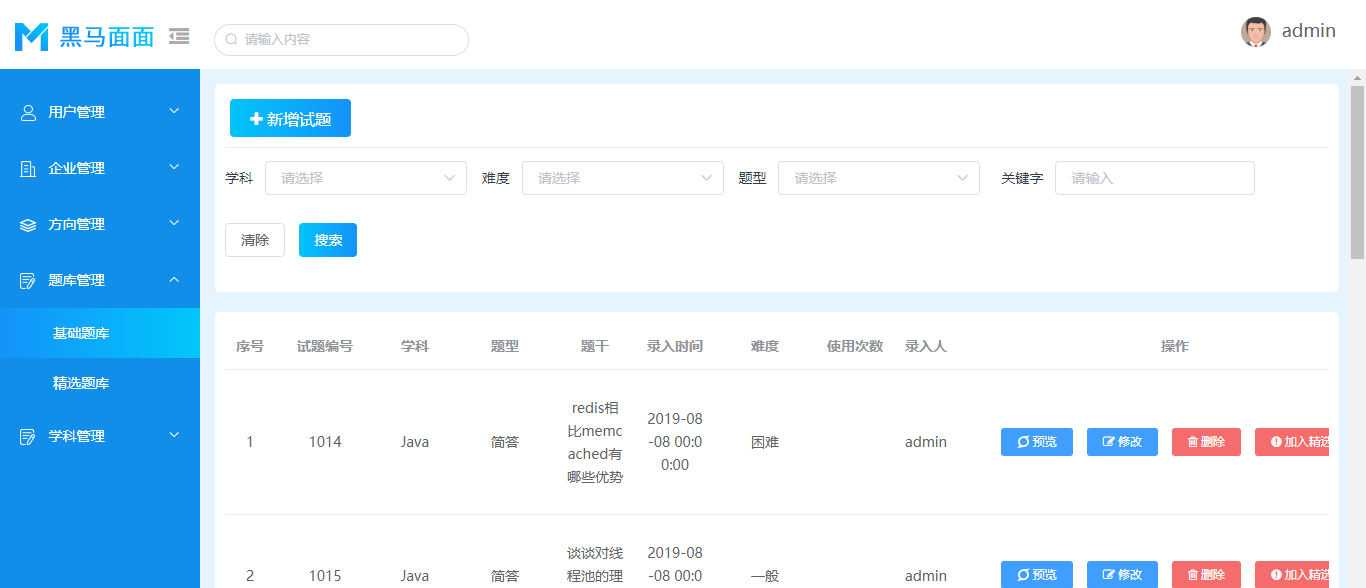 黑马面面
请输入内容
admin
用户管理
企业管理
方向管理
题库管理
基础题库
精选题库
学科管理
新增试题
学科 请选择 难度 请选择 题型 请选择 关键字 请输入
清除 搜索
序号 试题编号 学科 题型 题干 录入时间 难度 使用次数 录入人 操作
redis相
比memc
ached有
哪些优势
2019-08
-08 00:0
0:00
1 1014 Java 简答 困难 admin 预览 修改 删除 加入精选
谈谈对线
程池的理
2019-08
-08 00:0
2 1015 Java 简答 一般 admin 预览 修改 删除 加入精选